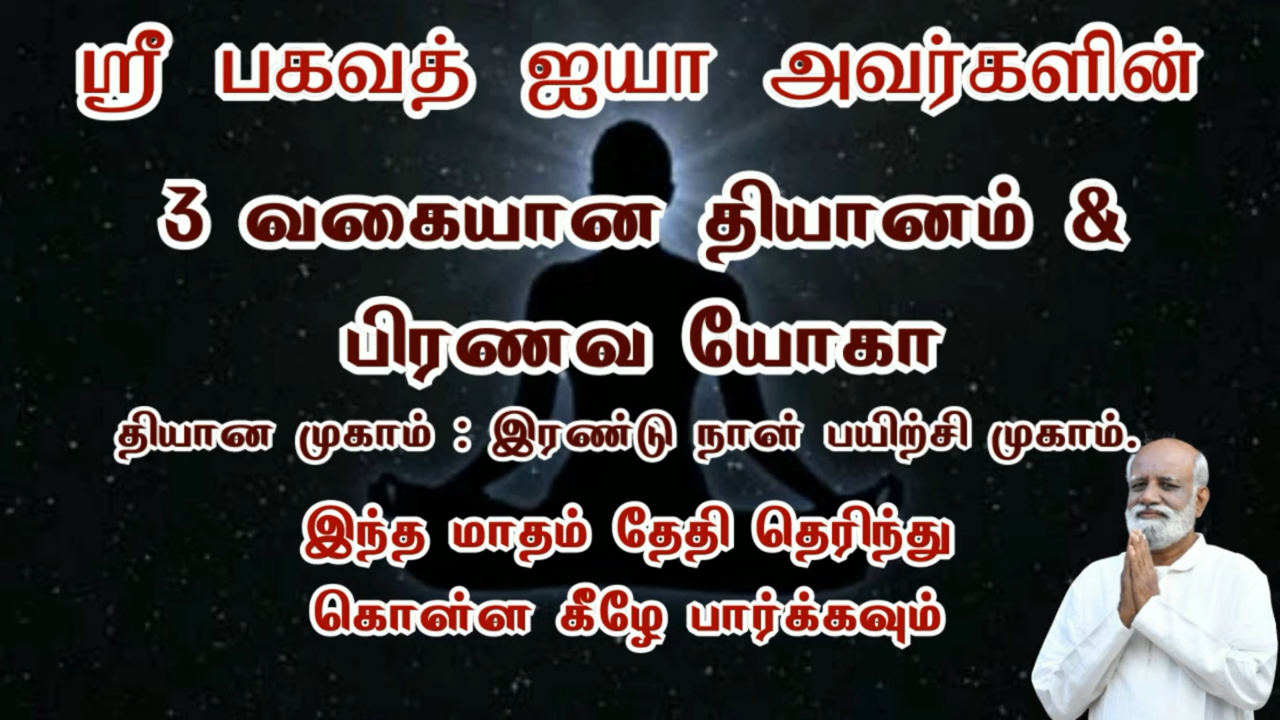 ஸ்ரீ பகவத் ஐயா அவர்களின்
3 வகையான தியானம் &
பிரணவ யோகா
தியான முகாம் : இரண்டு நாள் பயிற்சி முகாம்.
இந்த மாதம் தேதி தெரிந்து
கொள்ள கீழே பார்க்கவும்